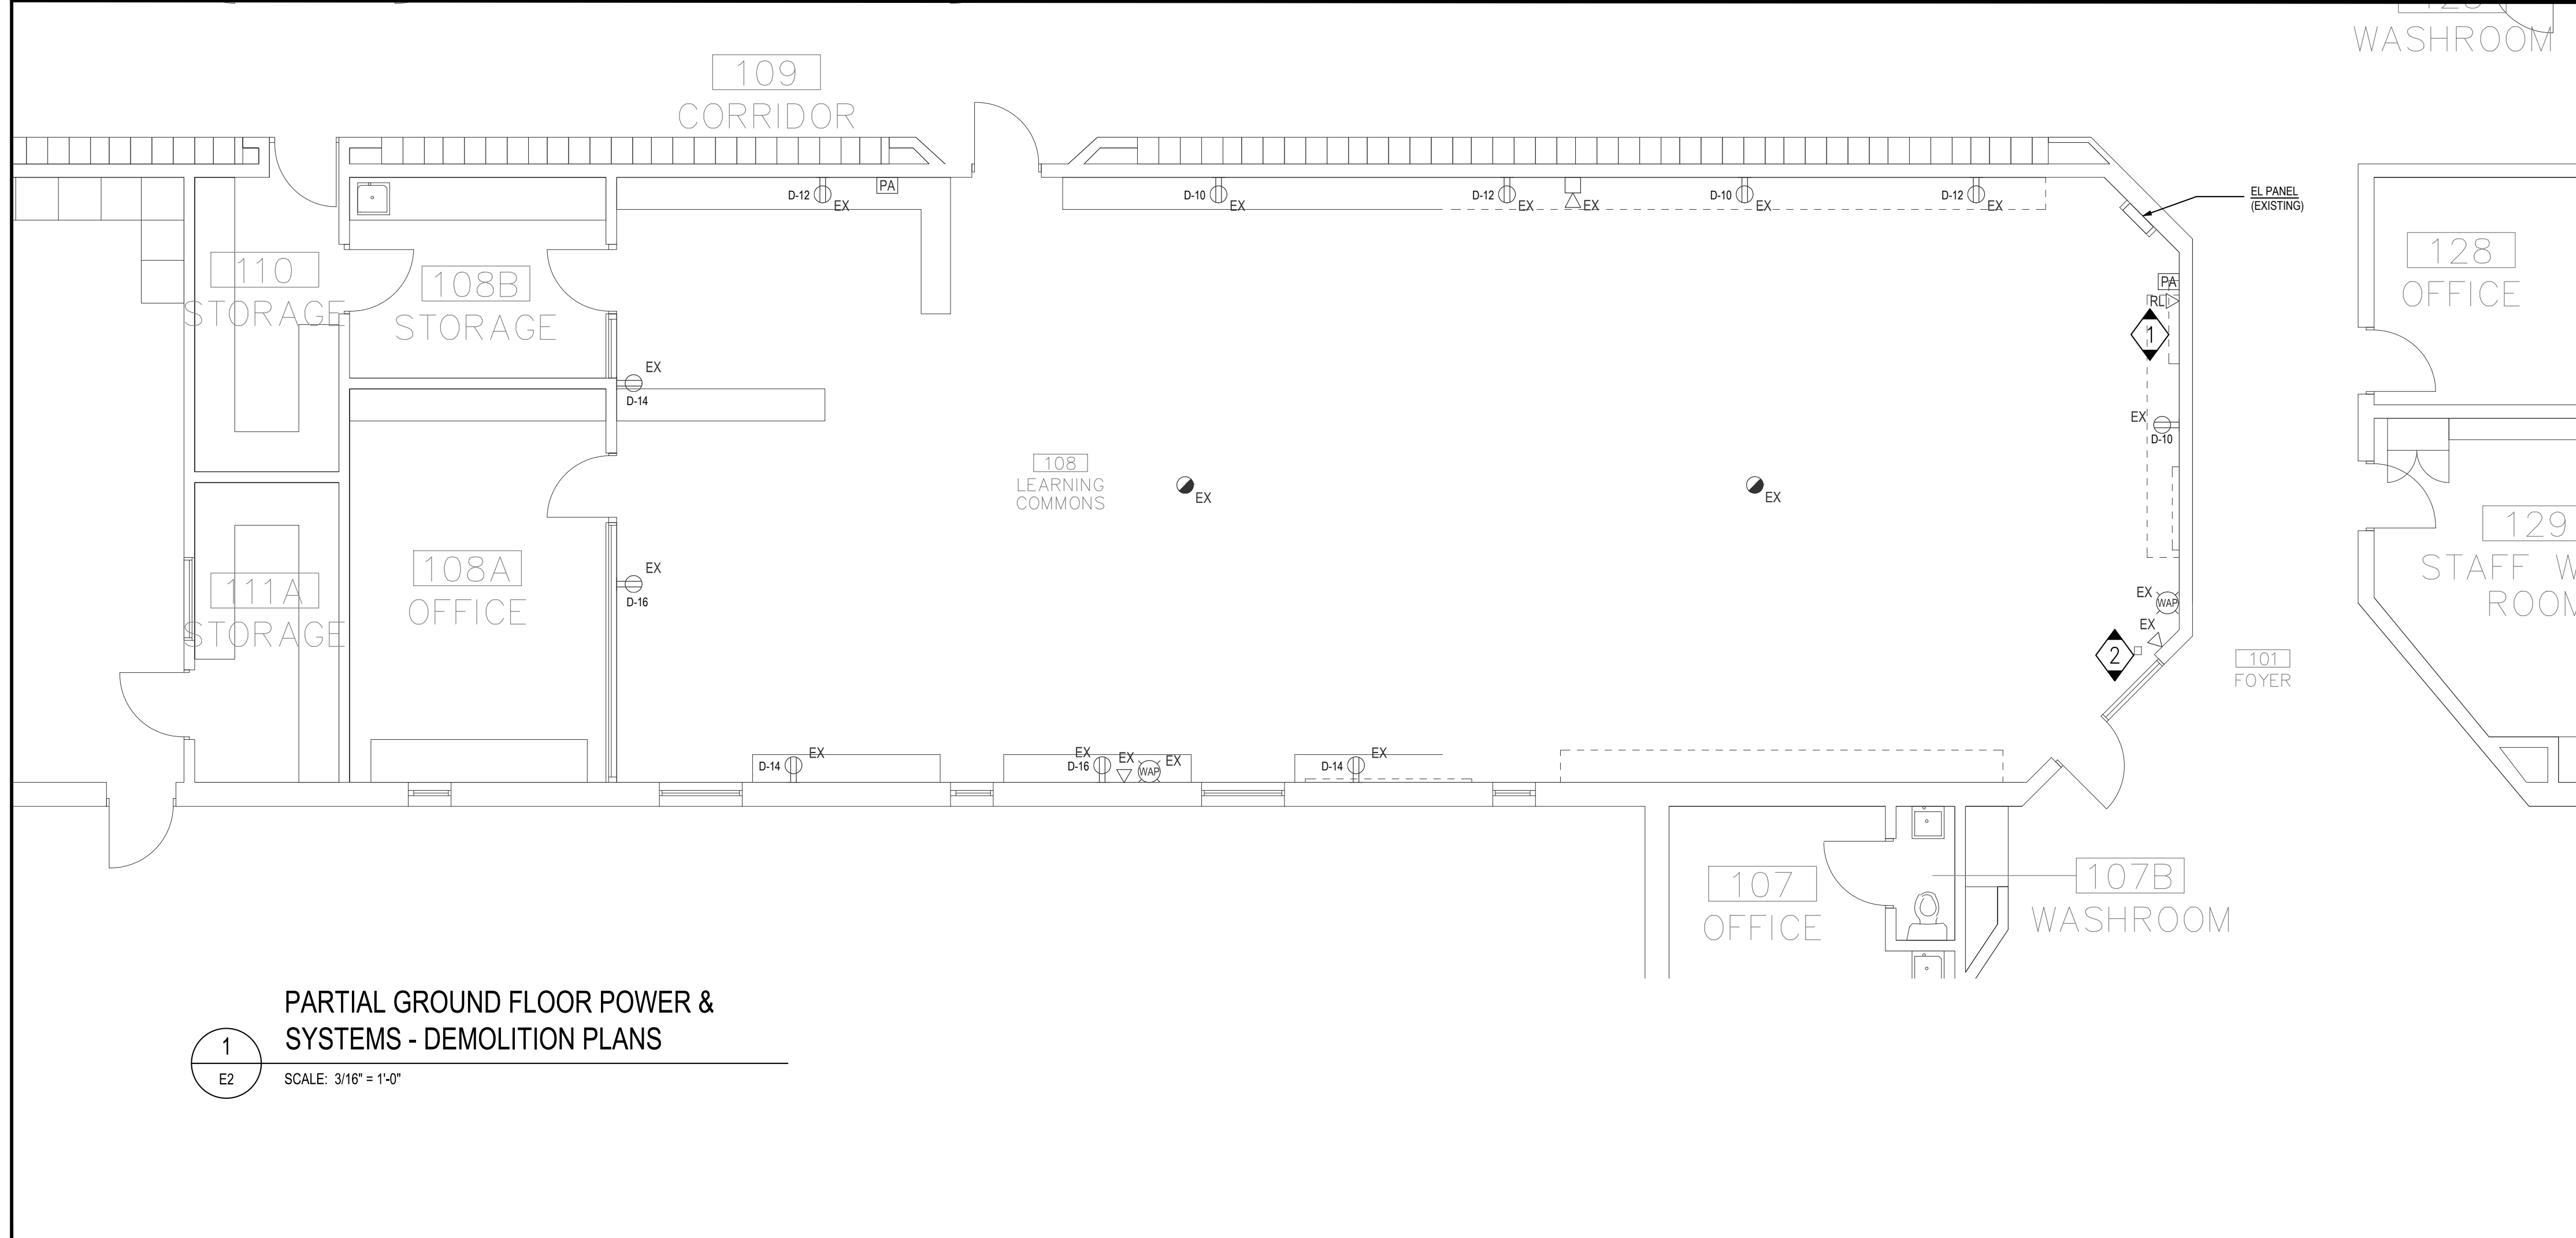 WASHROOM
109
CORRIDOR
D-12
EX
PA
D-10
EX
D-12
EX
EX
D-10
EX
D-12
EX
EL PANEL
(EXISTING)
110
STORAGE
108B
STORAGE
128
OFFICE
PA
RL
1
EX
D-14
EX
D-10
108
LEARNING
COMMONS
EX
EX
129
STAFF W
ROOM
111A
STORAGE
108A
OFFICE
EX
D-16
EX
WAP
EX
2
101
FOYER
D-14
EX
EX
D-16
EX
WAP
EX
D-14
EX
107
OFFICE
107B
WASHROOM
PARTIAL GROUND FLOOR POWER &
SYSTEMS - DEMOLITION PLANS
1
E2
SCALE: 3/16" = 1'-0"